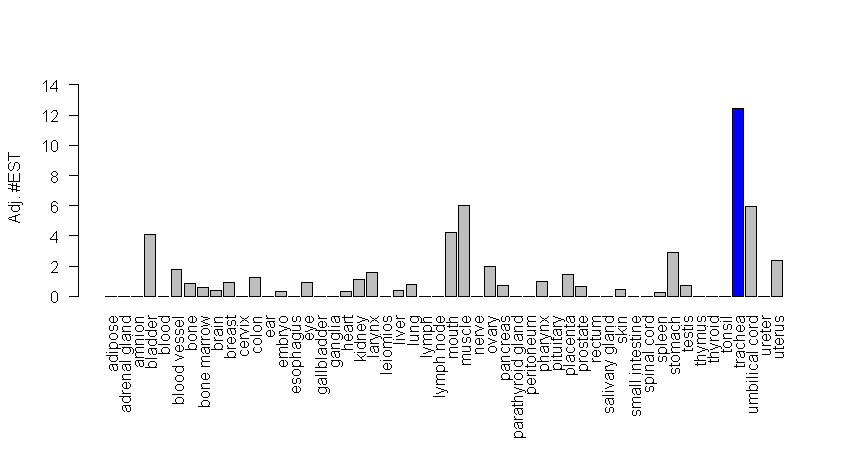 Adj. #EST
14
12
10
8
6
4
2
0
adipose
adrenal gland
amnion
bladder
blood
blood vessel
bone
bone marrow
brain
breast
cervix
colon
ear
embryo
esophagus
eye
gallbladder
ganglia
heart
kidney
larynx
leiomios
liver
lung
lymph
lymph node
mouth
muscle
nerve
ovary
pancreas
parathyroid gland
peritoneum
pharynx
pituitary
placenta
prostate
rectum
salivary gland
skin
small intestine
spinal cord
spleen
stomach
testis
thymus
thyroid
tonsil
trachea
umbilical cord
ureter
uterus